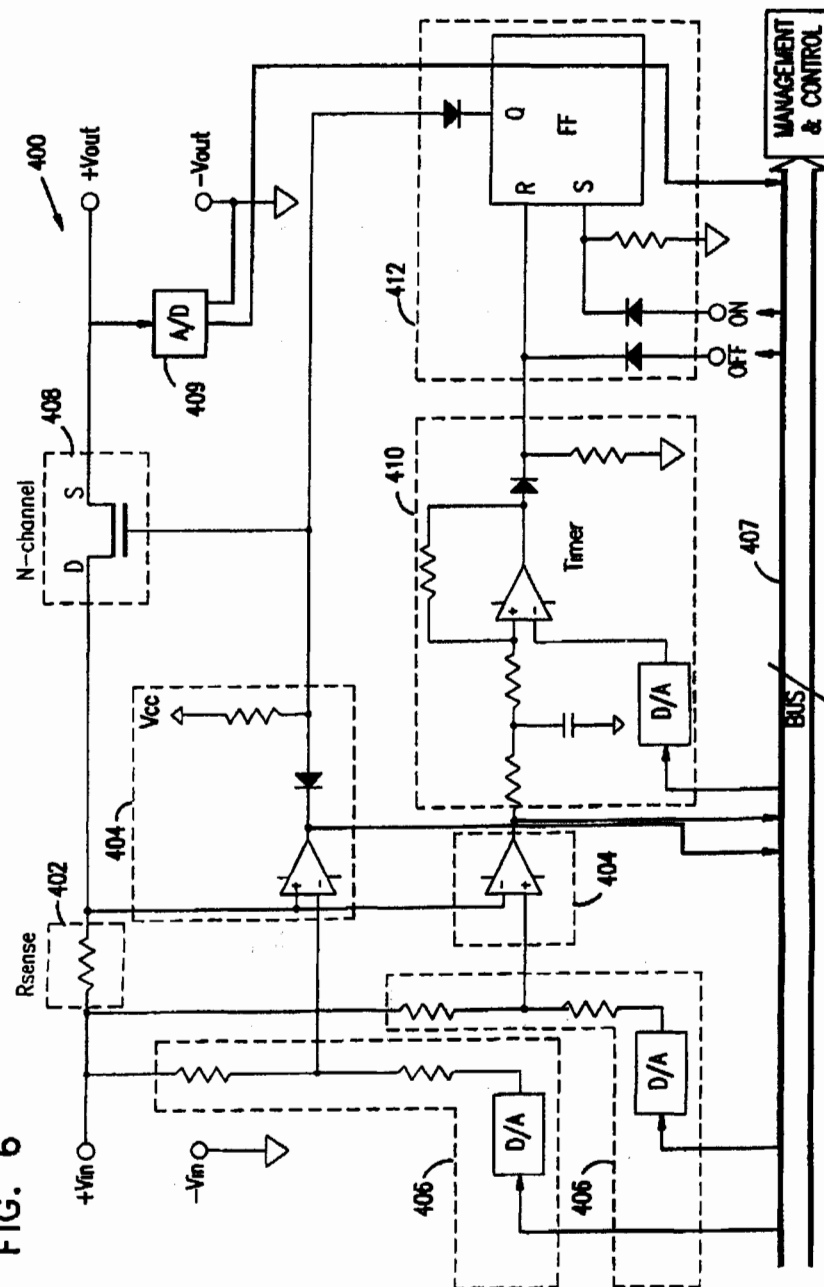 FIG. 6
400
+Vin
-Vin
Rsense
402
N-channel
408
D
S
+Vout
-Vout
A/D
409
404
Vcc
+
-
406
D/A
406
D/A
-
+
404
410
Timer
+
-
D/A
412
Q
R
FF
S
OFF
ON
407
BUS
MANAGEMENT
& CONTROL